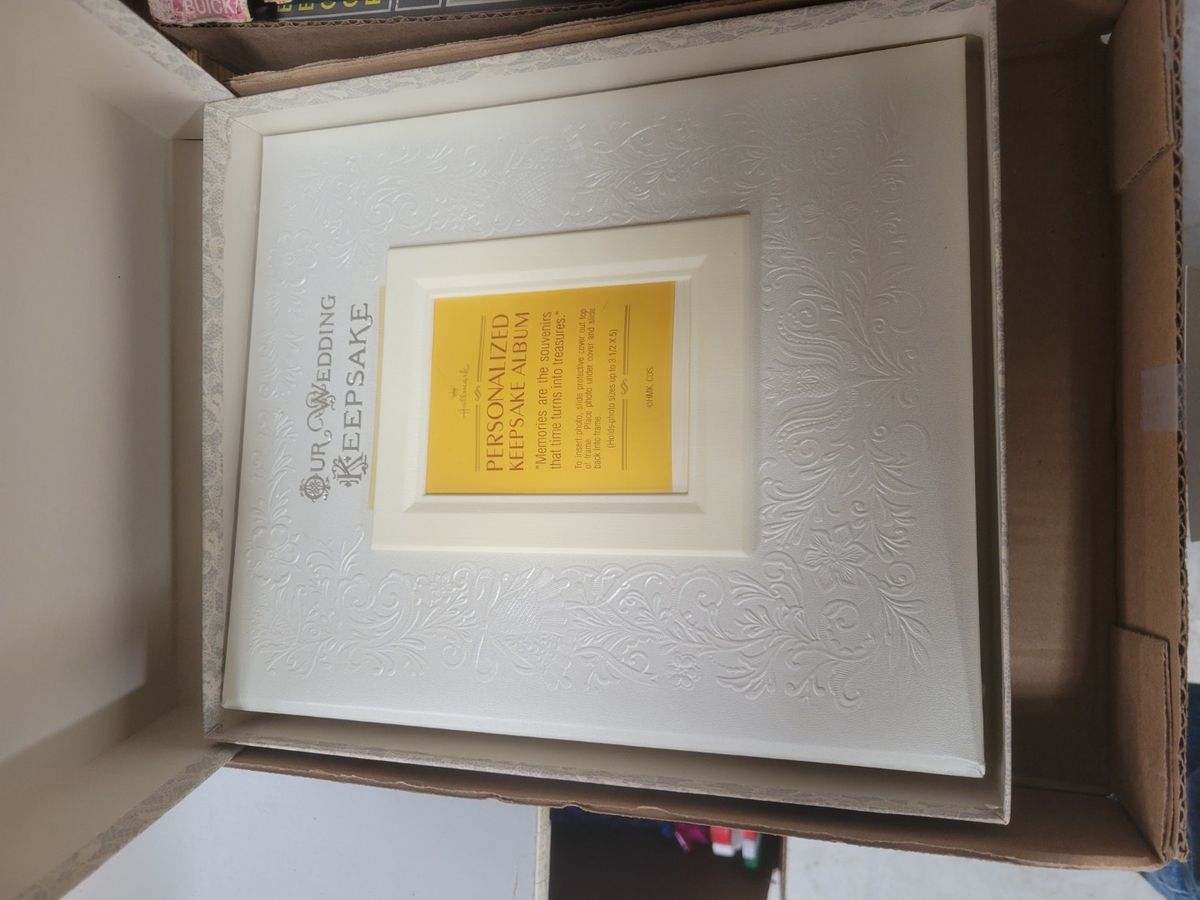 OUR WEDDING
KEEPSAKE
Hallmark
PERSONALIZED
KEEPSAKE ALBUM
"Memories are the souvenirs
that time turns into treasures."
To insert photo, slide protective cover out top
of frame. Place photo under cover and slide
back into frame.
(Holds photo sizes up to 3 1/2 X 5)
©HMK. CDS.
BUICK